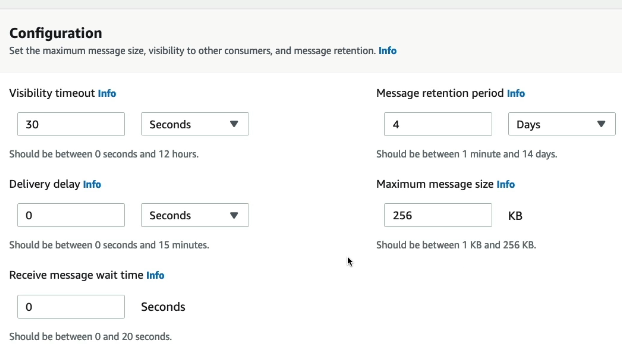 Configuration
Set the maximum message size, visibility to other consumers, and message retention. Info
Visibility timeout Info
30 Seconds
Should be between 0 seconds and 12 hours.
Message retention period Info
4 Days
Should be between 1 minute and 14 days.
Delivery delay Info
0 Seconds
Should be between 0 seconds and 15 minutes.
Maximum message size Info
256 KB
Should be between 1 KB and 256 KB.
Receive message wait time Info
0 Seconds
Should be between 0 and 20 seconds.